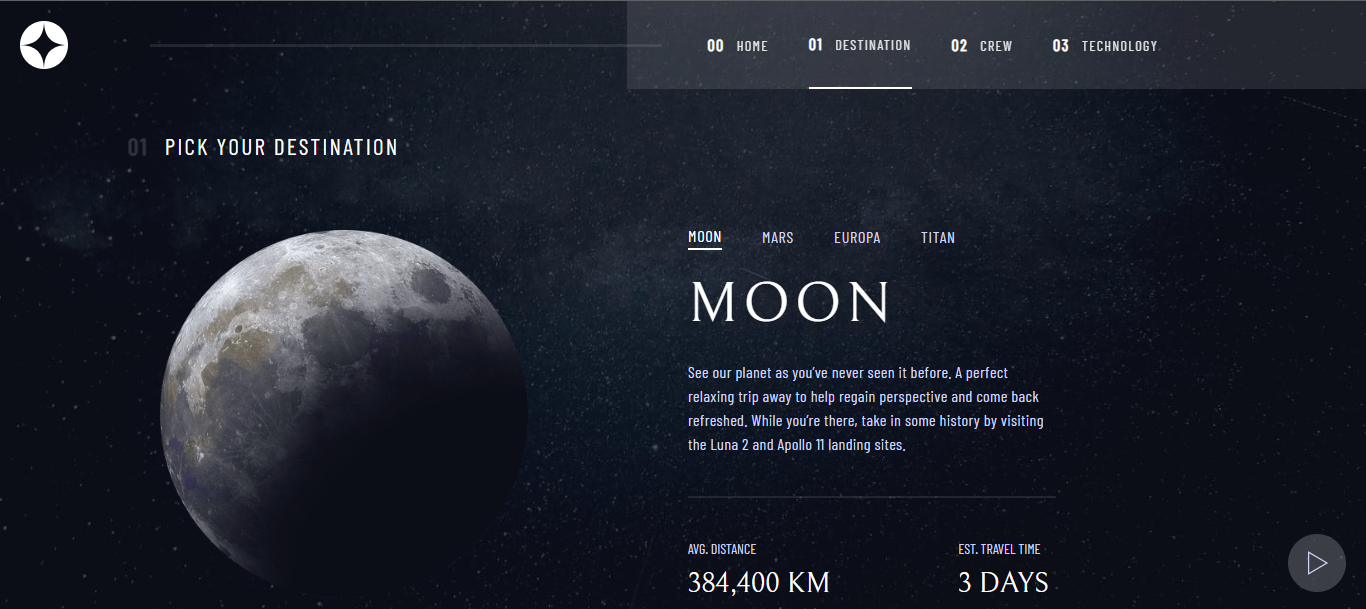 00 HOME 01 DESTINATION 02 CREW 03 TECHNOLOGY
01 PICK YOUR DESTINATION
MOON MARS EUROPA TITAN
MOON
See our planet as you’ve never seen it before. A perfect
relaxing trip away to help regain perspective and come back
refreshed. While you’re there, take in some history by visiting
the Luna 2 and Apollo 11 landing sites.
AVG. DISTANCE EST. TRAVEL TIME
384,400 KM 3 DAYS